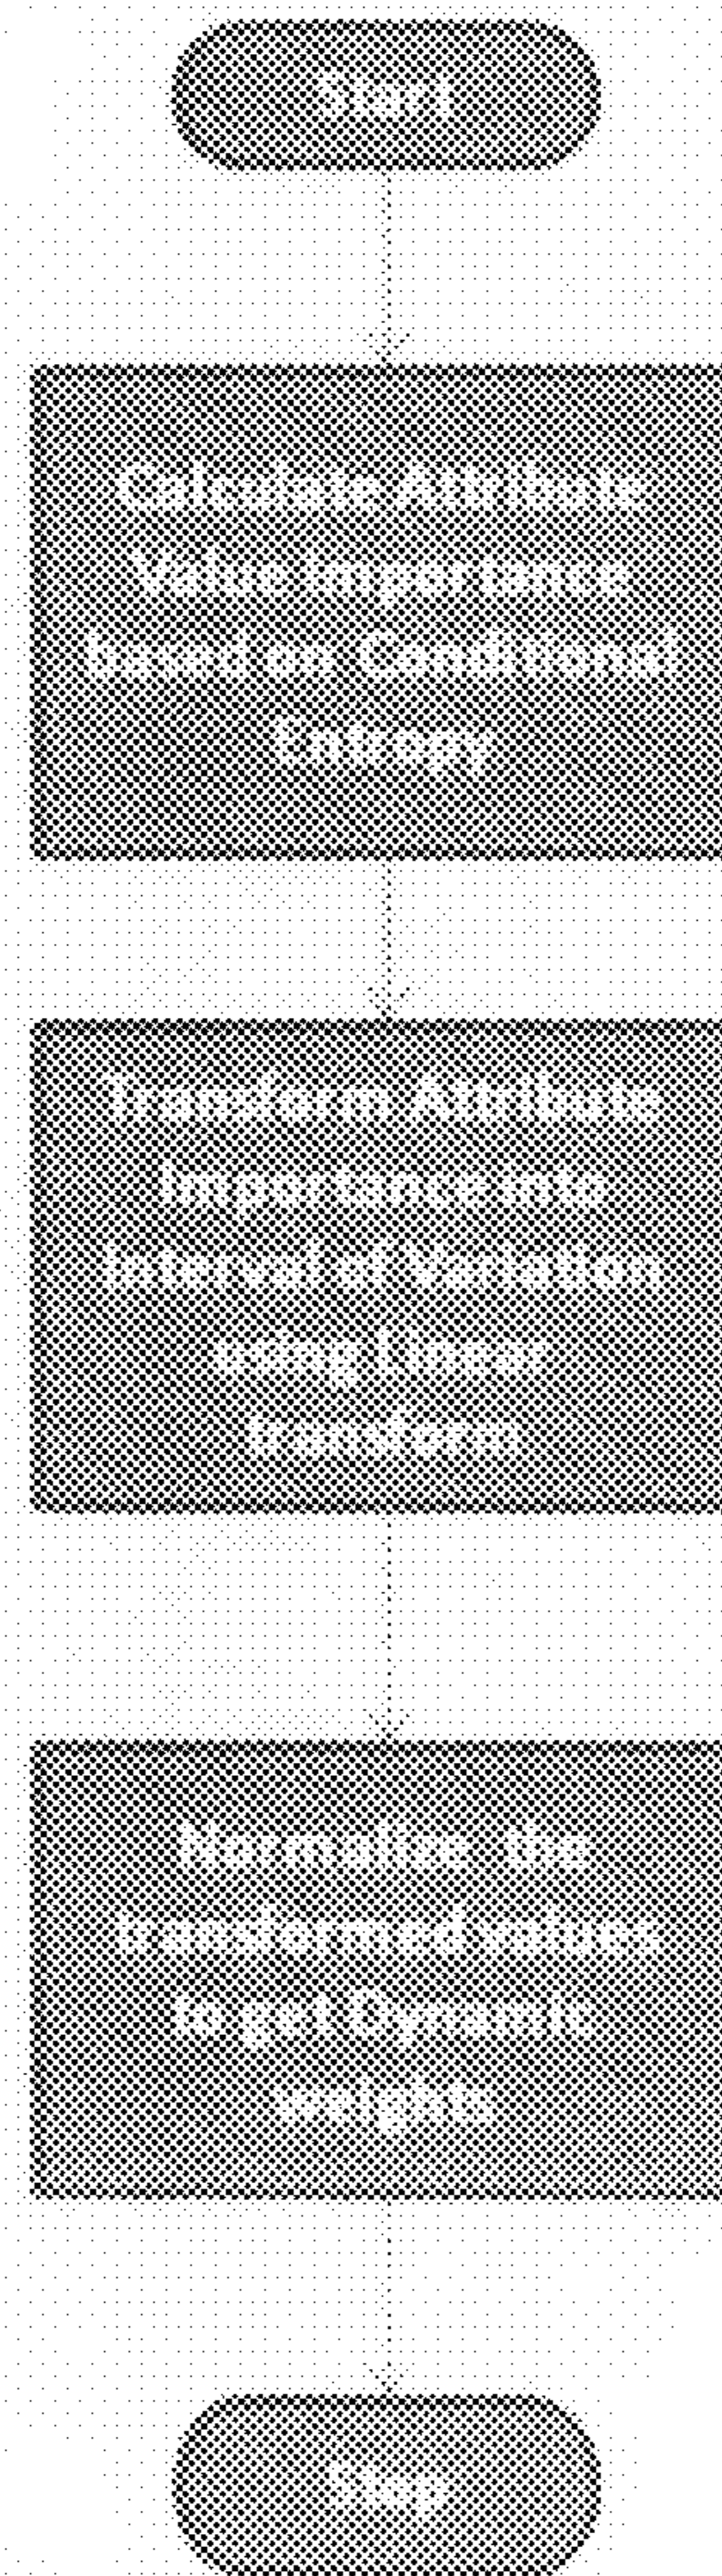 Start
Calculate Attribute
Value Importance
based on Conditional
Entropy
Transform Attribute
Importance into
Interval of Variation
using Linear
transform
Normalize the
transformed values
to get Dynamic
weights
Stop